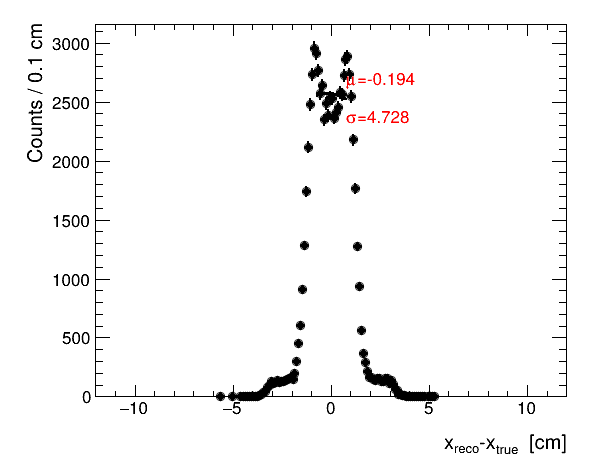 Counts / 0.1 cm
3000
2500
2000
1500
1000
500
0
μ=-0.194
σ=4.728
−10 −5 0 5 10
x_reco-x_true [cm]